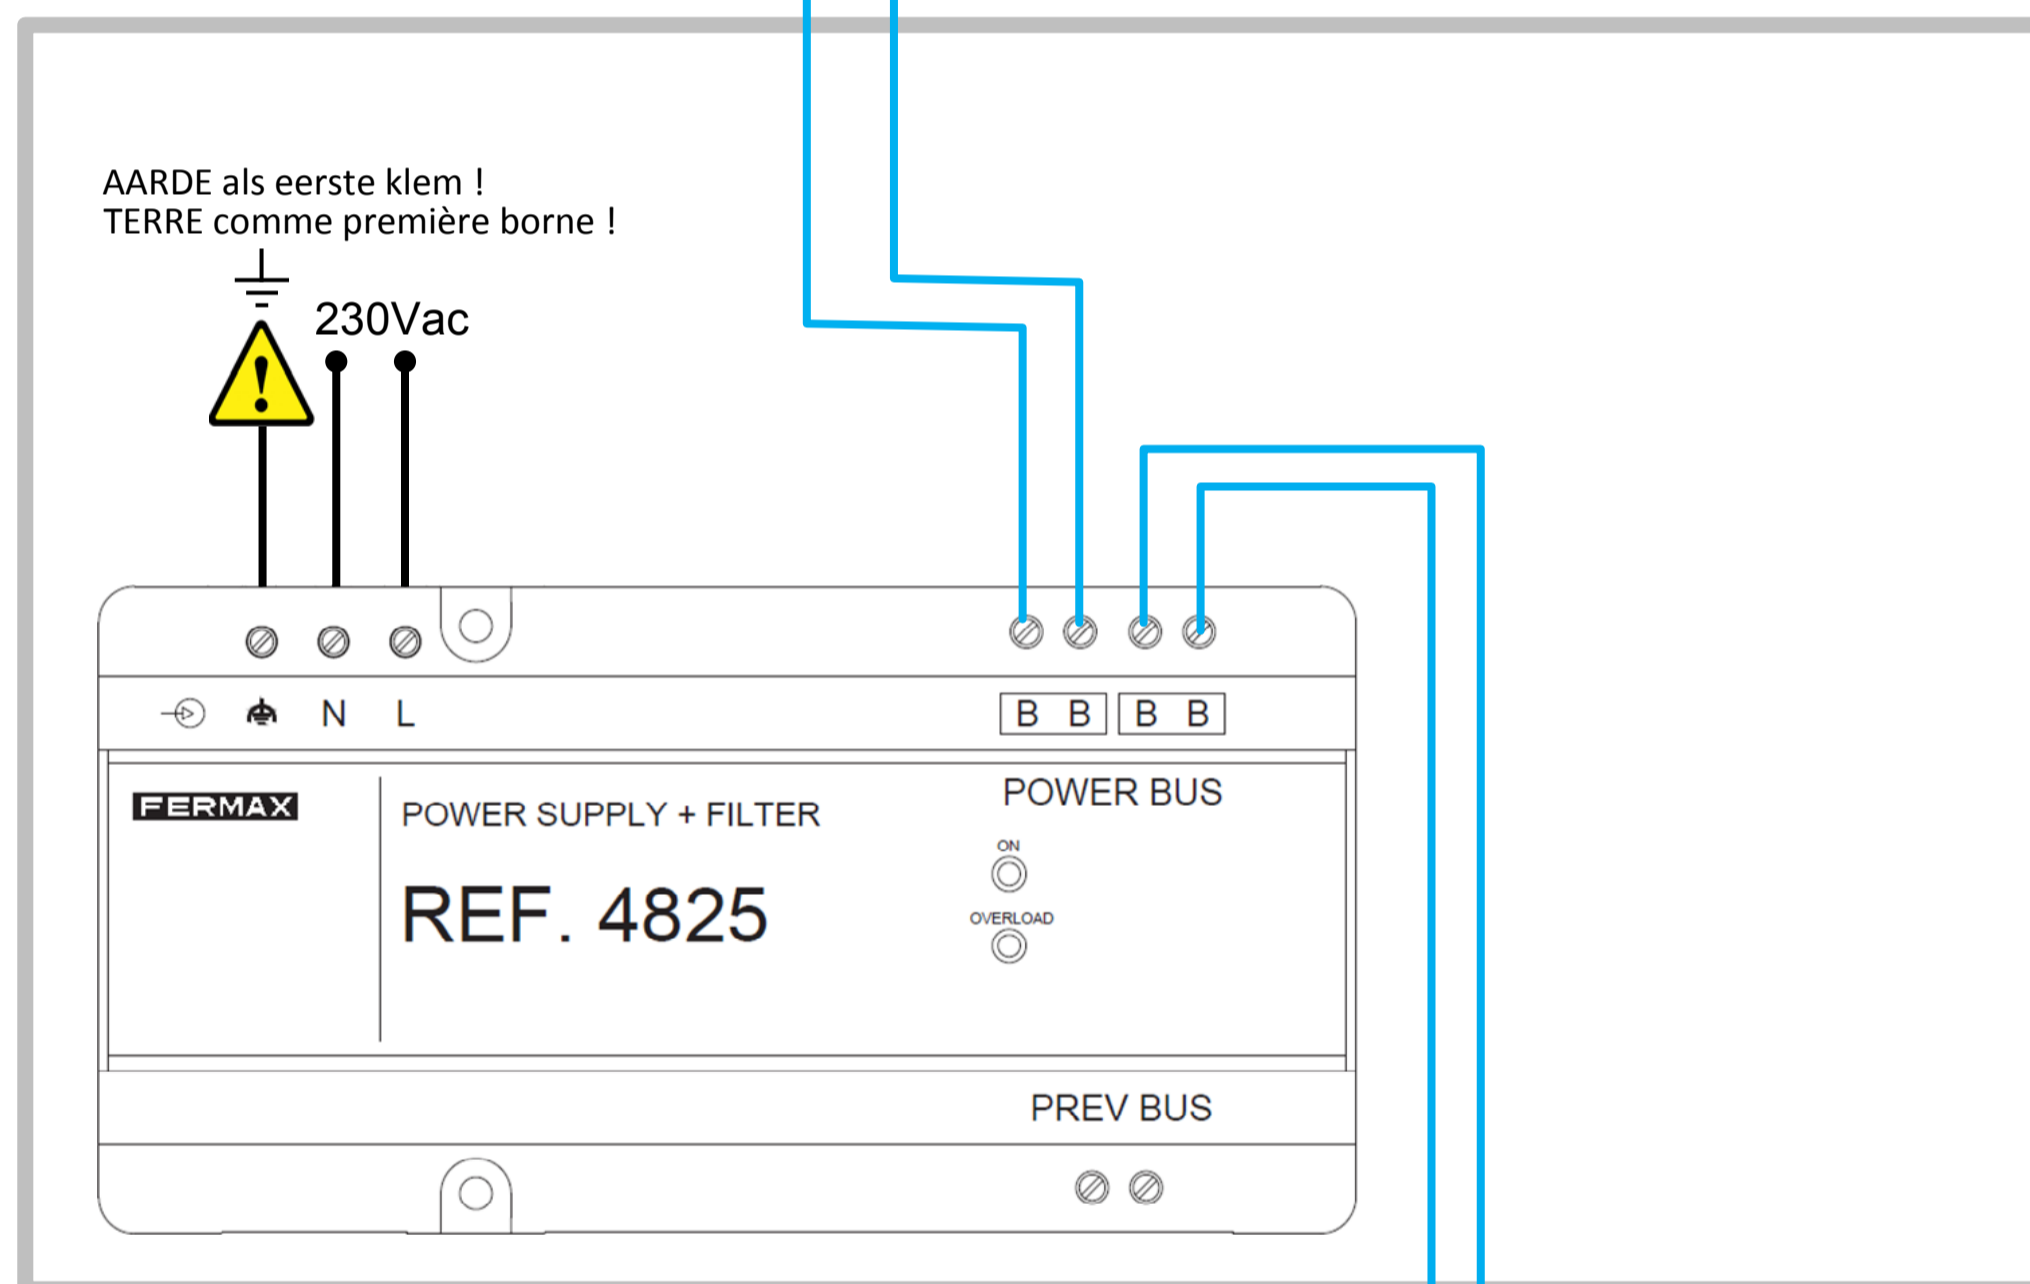 AARDE als eerste klem !
TERRE comme première borne !
230Vac
N L
B B B B
FERMAX
POWER SUPPLY + FILTER
REF. 4825
POWER BUS
ON
OVERLOAD
PREV BUS